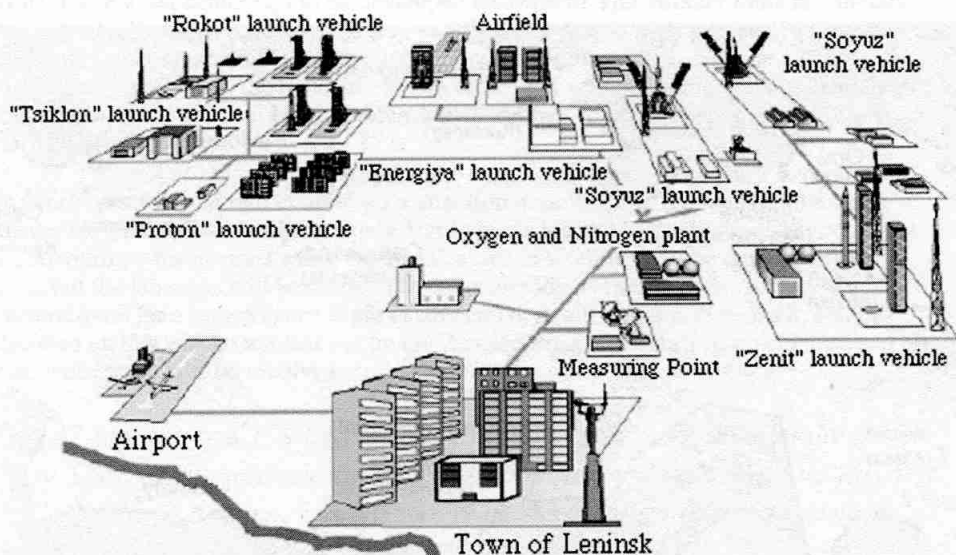 "Rokot" launch vehicle
Airfield
"Soyuz"
launch vehicle
"Tsiklon" launch vehicle
"Energiya" launch vehicle
"Soyuz" launch vehicle
"Proton" launch vehicle
Oxygen and Nitrogen plant
"Zenit" launch vehicle
Measuring Point
Airport
Town of Leninsk